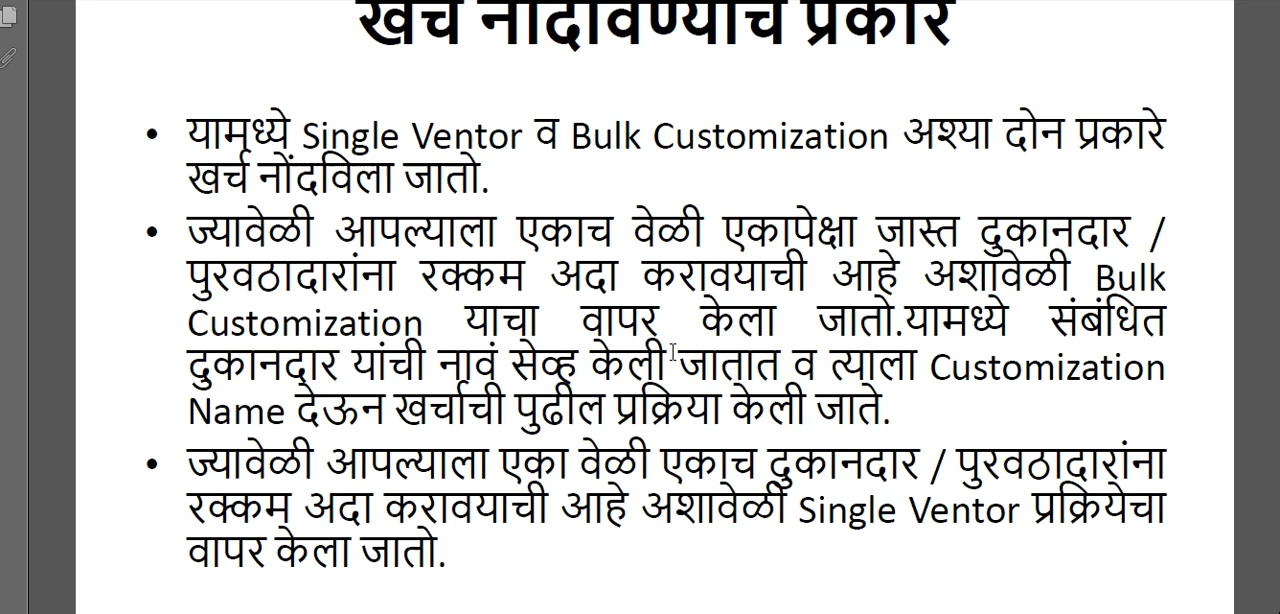 खर्च नोंदविण्याचे प्रकार
• यामध्ये Single Ventor व Bulk Customization अश्या दोन प्रकारे
खर्च नोंदविला जातो.
• ज्यावेळी आपल्याला एकाच वेळी एकापेक्षा जास्त दुकानदार /
पुरवठादारांना रक्कम अदा करावयाची आहे अशावेळी Bulk
Customization याचा वापर केला जातो.यामध्ये संबंधित
दुकानदार यांची नावं सेव्ह केली जातात व त्याला Customization
Name देऊन खर्चाची पुढील प्रक्रिया केली जाते.
• ज्यावेळी आपल्याला एका वेळी एकाच दुकानदार / पुरवठादारांना
रक्कम अदा करावयाची आहे अशावेळी Single Ventor प्रक्रियेचा
वापर केला जातो.